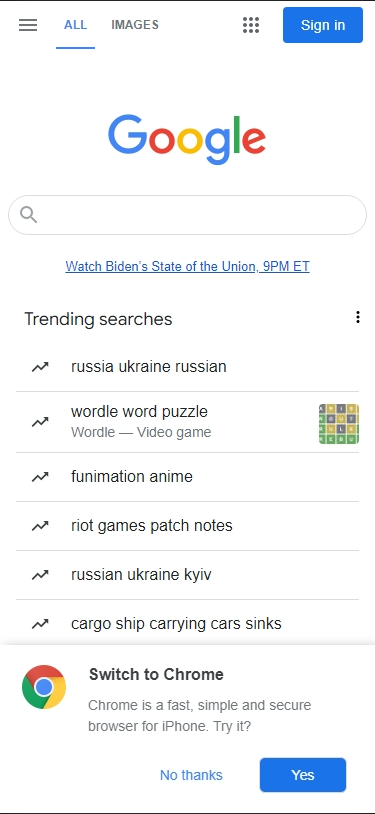 ALL IMAGES Sign in
Google
Watch Biden's State of the Union, 9PM ET
Trending searches
russia ukraine russian
wordle word puzzle
Wordle — Video game
funimation anime
riot games patch notes
russian ukraine kyiv
cargo ship carrying cars sinks
Switch to Chrome
Chrome is a fast, simple and secure
browser for iPhone. Try it?
No thanks Yes